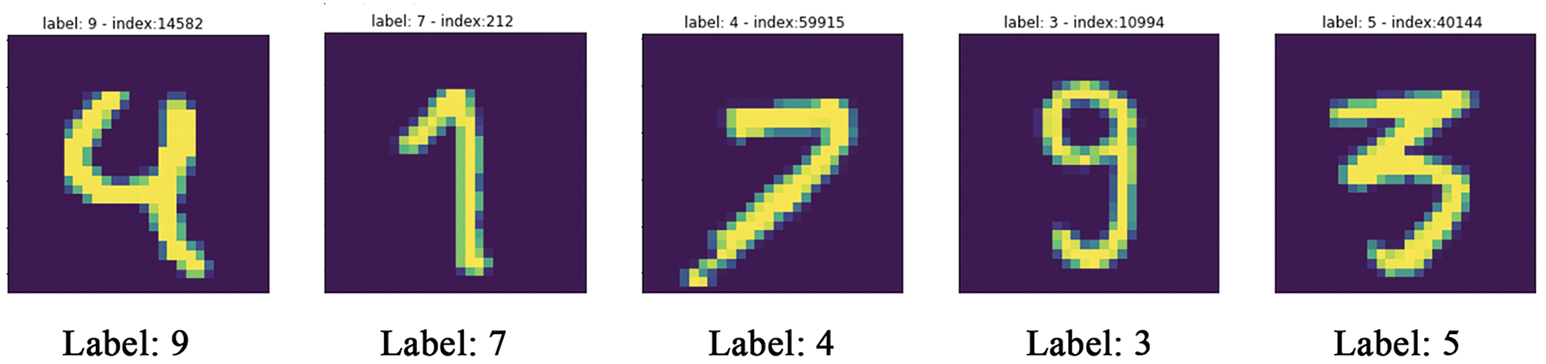 label: 9 - index:14582
label: 7 - index:212
label: 4 - index:59915
label: 3 - index:10994
label: 5 - index:40144
4
1
7
9
3
Label: 9
Label: 7
Label: 4
Label: 3
Label: 5